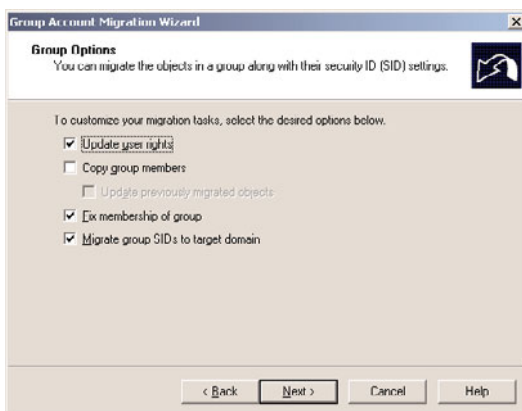 Group Account Migration Wizard
Group Options
You can migrate the objects in a group along with their security ID (SID) settings.
To customize your migration tasks, select the desired options below.
Update user rights
Copy group members
Update previously migrated objects
Fix membership of group
Migrate group SIDs to target domain
< Back
Next >
Cancel
Help